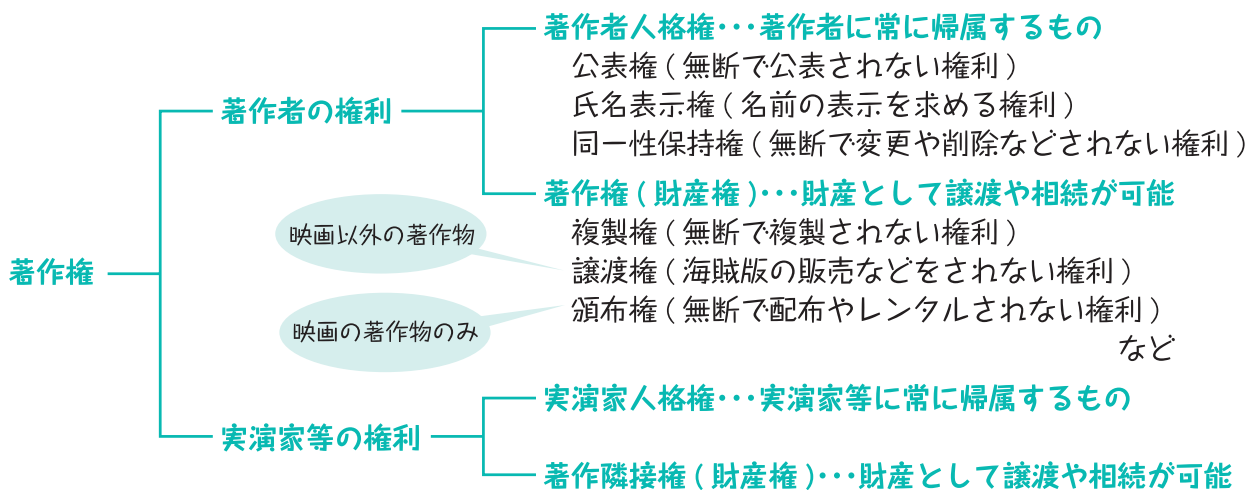 著作権
著作者の権利
著作者人格権･･･著作者に常に帰属するもの
公表権(無断で公表されない権利)
氏名表示権(名前の表示を求める権利)
同一性保持権(無断で変更や削除などされない権利)
著作権(財産権)･･･財産として譲渡や相続が可能
複製権(無断で複製されない権利)
映画以外の著作物
譲渡権(海賊版の販売などをされない権利)
映画の著作物のみ
頒布権(無断で配布やレンタルされない権利)
など
実演家等の権利
実演家人格権･･･実演家等に常に帰属するもの
著作隣接権(財産権)･･･財産として譲渡や相続が可能